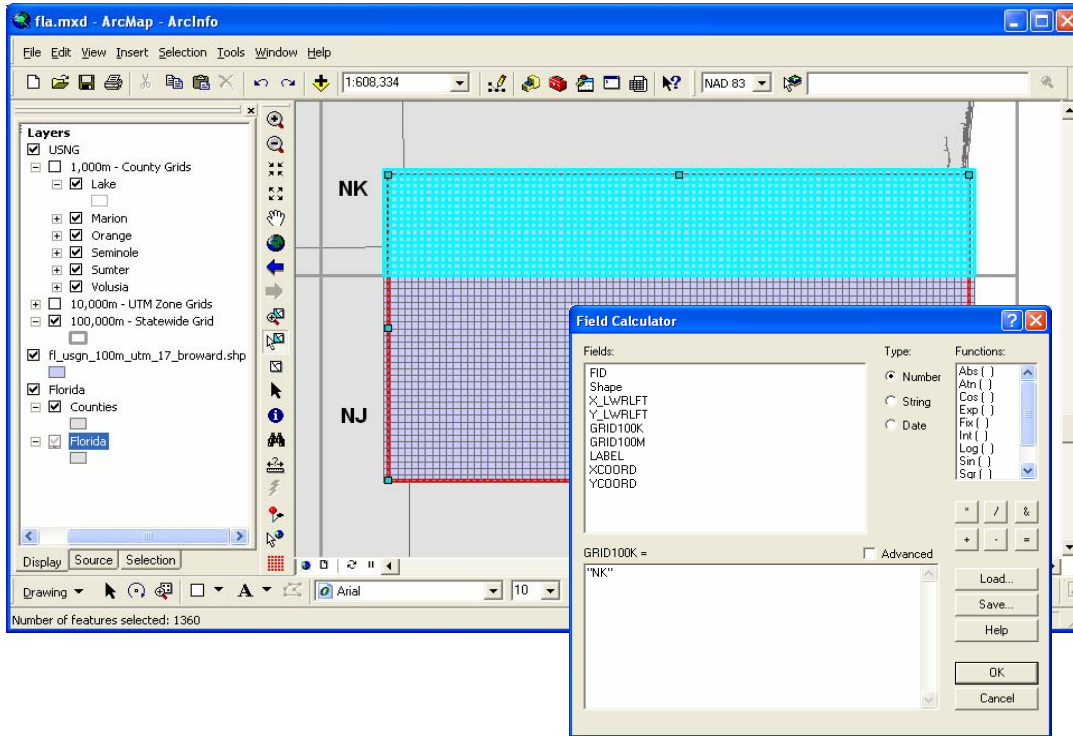 fla.mxd - ArcMap - ArcInfo
File Edit View Insert Selection Tools Window Help
1:608,334
NAD 83
Layers
USNG
1,000m - County Grids
Lake
Marion
Orange
Seminole
Sumter
Volusia
10,000m - UTM Zone Grids
100,000m - Statewide Grid
fl_usgn_100m_utm_17_broward.shp
Florida
Counties
Florida
Display Source Selection
NK
NJ
Drawing
A
Arial
10
Number of features selected: 1360
Field Calculator
Fields:
FID
Shape
X_LWRLFT
Y_LWRLFT
GRID100K
GRID100M
LABEL
XCOORD
YCOORD
Type:
Number
String
Date
Functions:
Abs ( )
Atn ( )
Cos ( )
Exp ( )
Fix ( )
Int ( )
Log ( )
Sin ( )
Sqr ( )
* / &
+ - =
GRID100K =
Advanced
"NK"
Load...
Save...
Help
OK
Cancel